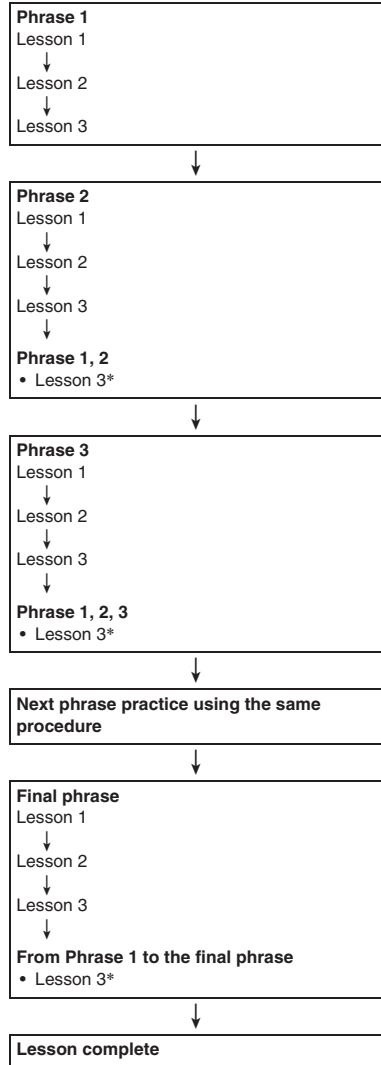 Phrase 1
Lesson 1
Lesson 2
Lesson 3
Phrase 2
Lesson 1
Lesson 2
Lesson 3
Phrase 1, 2
• Lesson 3*
Phrase 3
Lesson 1
Lesson 2
Lesson 3
Phrase 1, 2, 3
• Lesson 3*
Next phrase practice using the same
procedure
Final phrase
Lesson 1
Lesson 2
Lesson 3
From Phrase 1 to the final phrase
• Lesson 3*
Lesson complete